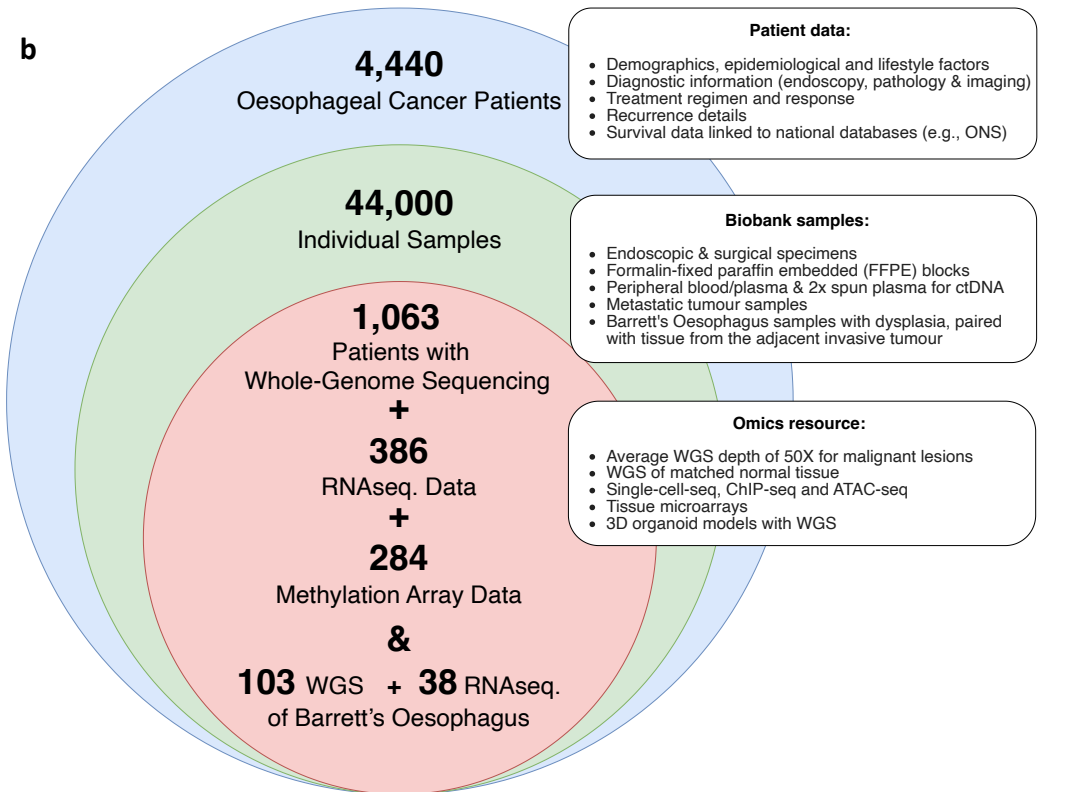 b
4,440
Oesophageal Cancer Patients
44,000
Individual Samples
1,063
Patients with
Whole-Genome Sequencing
+
386
RNAseq. Data
+
284
Methylation Array Data
&
103 WGS + 38 RNAseq.
of Barrett’s Oesophagus
Patient data:
• Demographics, epidemiological and lifestyle factors
• Diagnostic information (endoscopy, pathology & imaging)
• Treatment regimen and response
• Recurrence details
• Survival data linked to national databases (e.g., ONS)
Biobank samples:
• Endoscopic & surgical specimens
• Formalin-fixed paraffin embedded (FFPE) blocks
• Peripheral blood/plasma & 2x spun plasma for ctDNA
• Metastatic tumour samples
• Barrett's Oesophagus samples with dysplasia, paired
with tissue from the adjacent invasive tumour
Omics resource:
• Average WGS depth of 50X for malignant lesions
• WGS of matched normal tissue
• Single-cell-seq, ChIP-seq and ATAC-seq
• Tissue microarrays
• 3D organoid models with WGS